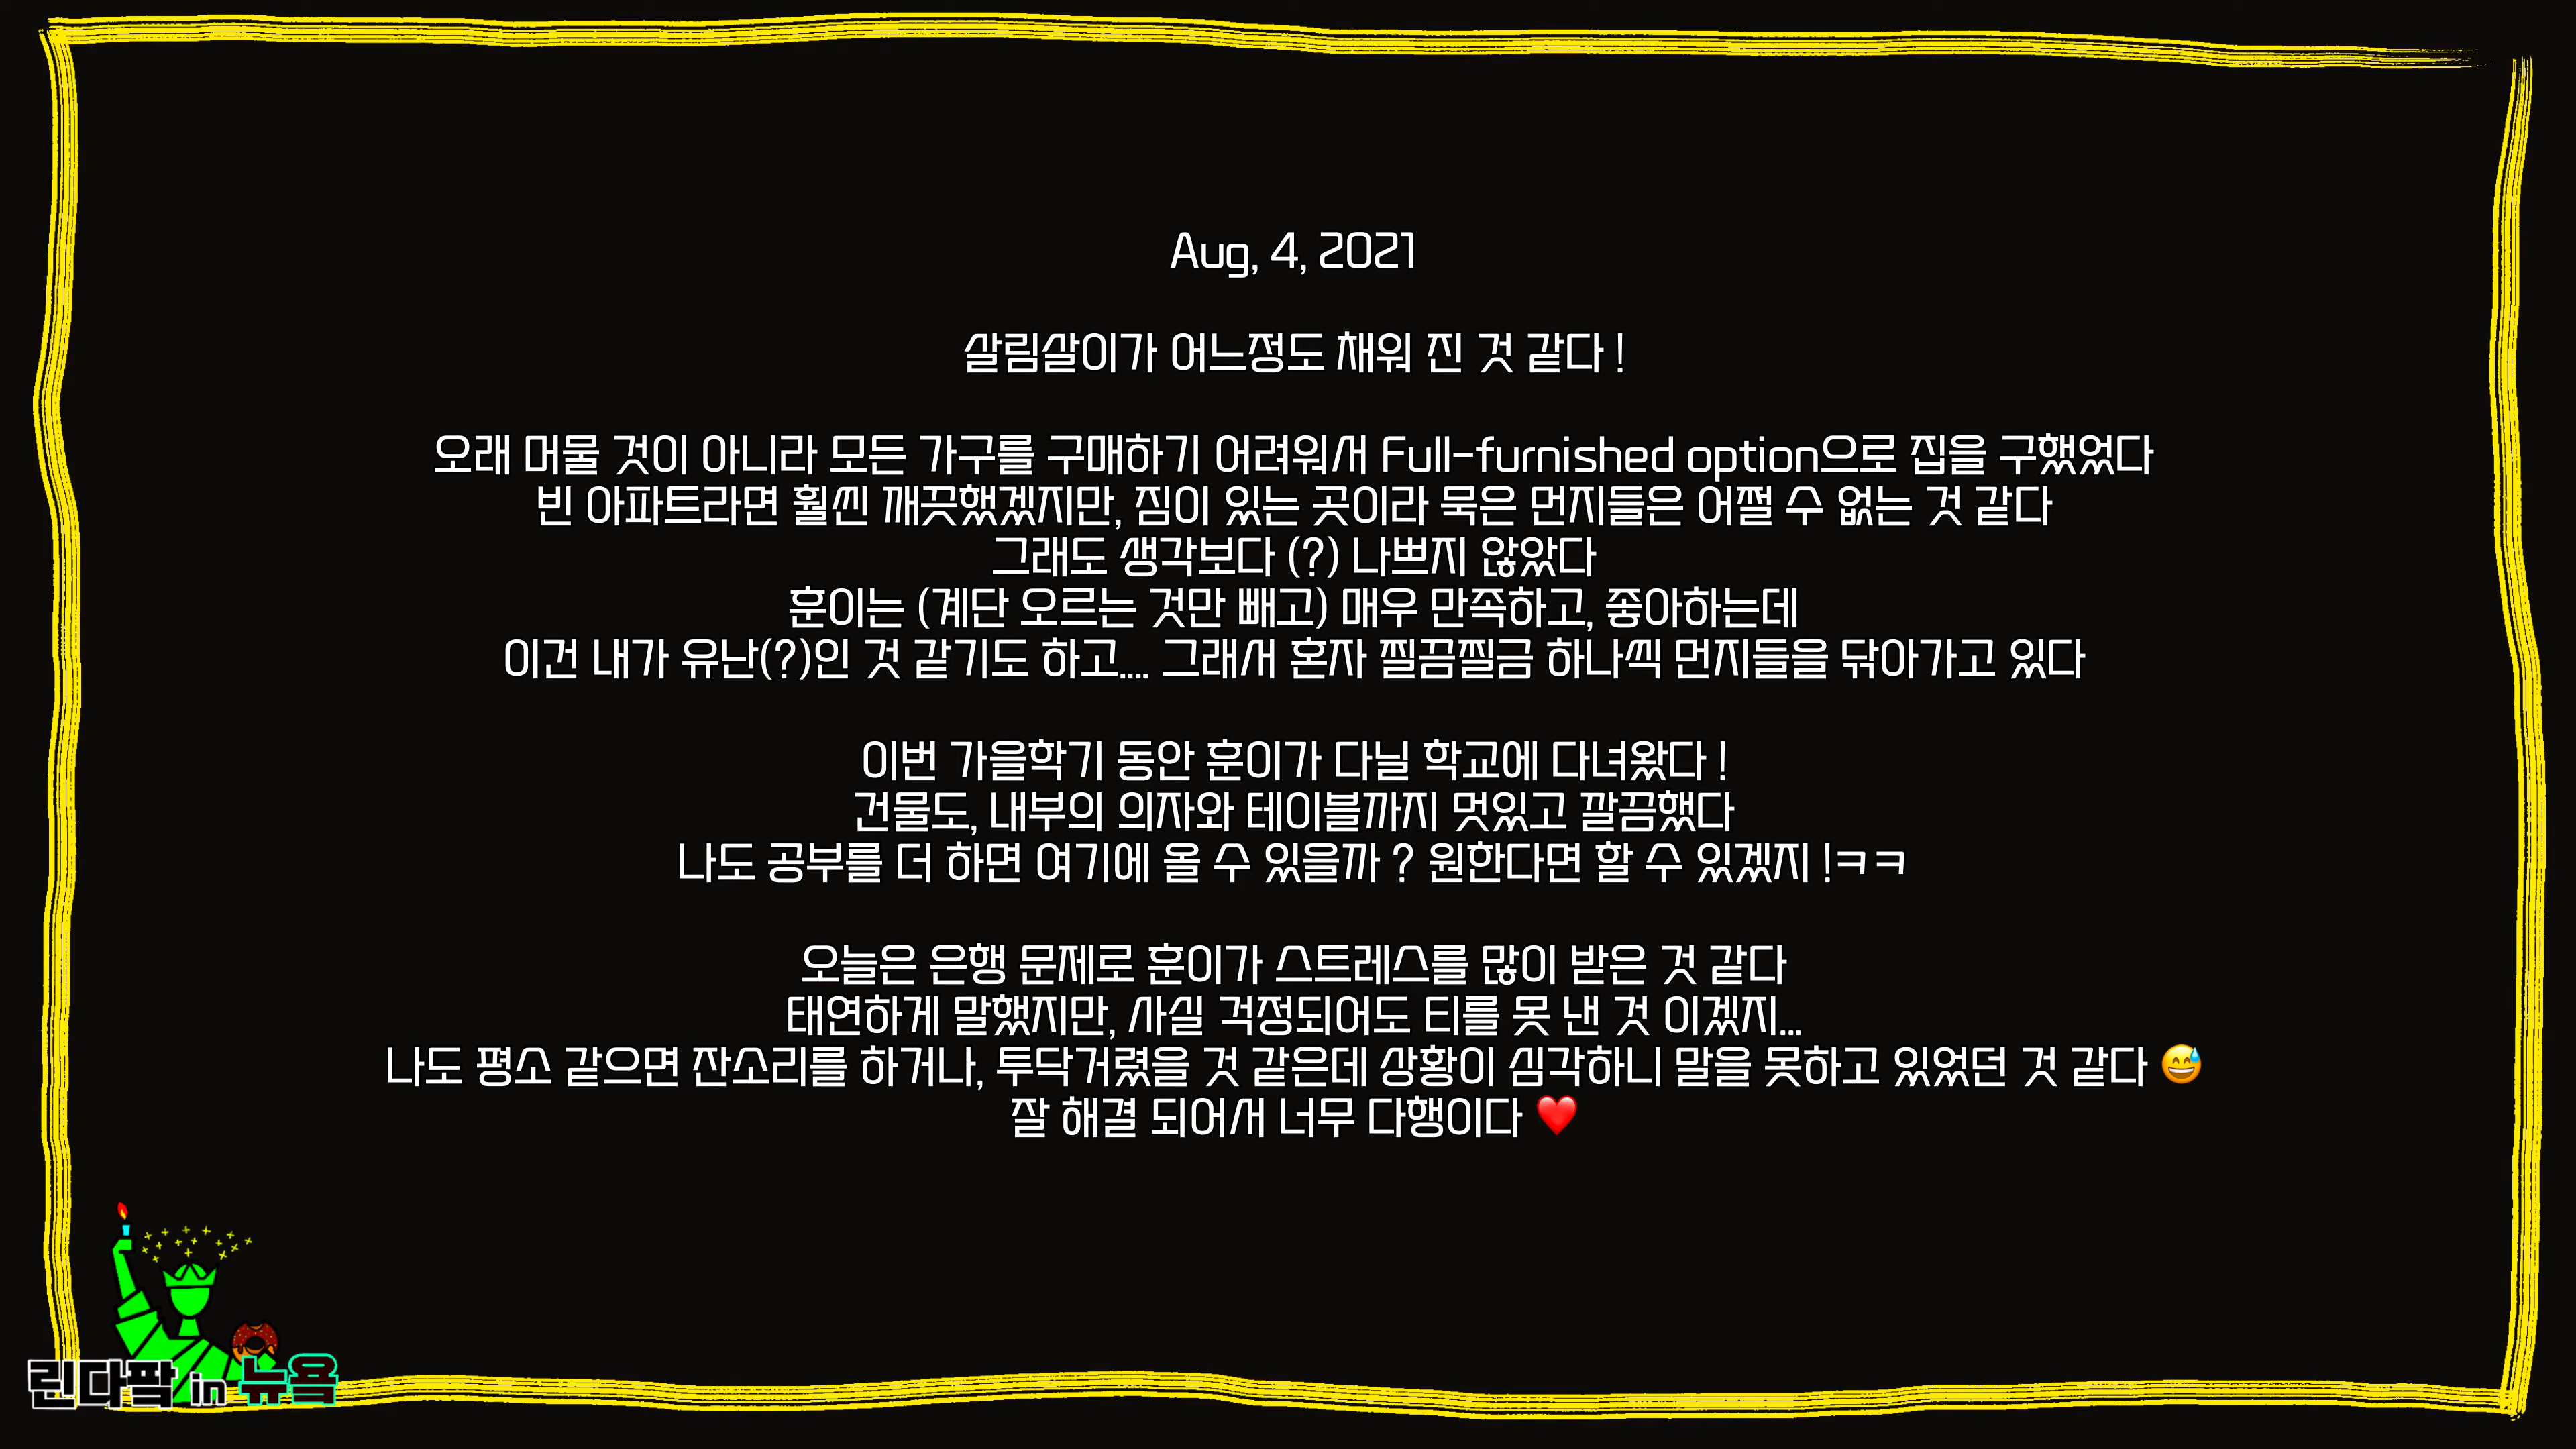 Aug, 4, 2021
살림살이가 어느정도 채워 진 것 같다 !
오래 머물 것이 아니라 모든 가구를 구매하기 어려워서 Full-furnished option으로 집을 구했었다
빈 아파트라면 훨씬 깨끗했겠지만, 짐이 있는 곳이라 묵은 먼지들은 어쩔 수 없는 것 같다
그래도 생각보다 (?) 나쁘지 않았다
훈이는 (계단 오르는 것만 빼고) 매우 만족하고, 좋아하는데
이건 내가 유난(?)인 것 같기도 하고.... 그래서 혼자 찔끔찔금 하나씩 먼지들을 닦아가고 있다
이번 가을학기 동안 훈이가 다닐 학교에 다녀왔다 !
건물도, 내부의 의자와 테이블까지 멋있고 깔끔했다
나도 공부를 더 하면 여기에 올 수 있을까 ? 원한다면 할 수 있겠지 !ㅋㅋ
오늘은 은행 문제로 훈이가 스트레스를 많이 받은 것 같다
태연하게 말했지만, 사실 걱정되어도 티를 못 낸 것 이겠지...
나도 평소 같으면 잔소리를 하거나, 투닥거렸을 것 같은데 상황이 심각하니 말을 못하고 있었던 것 같다 😅
잘 해결 되어서 너무 다행이다 ❤️
린다팔 in 뉴욜